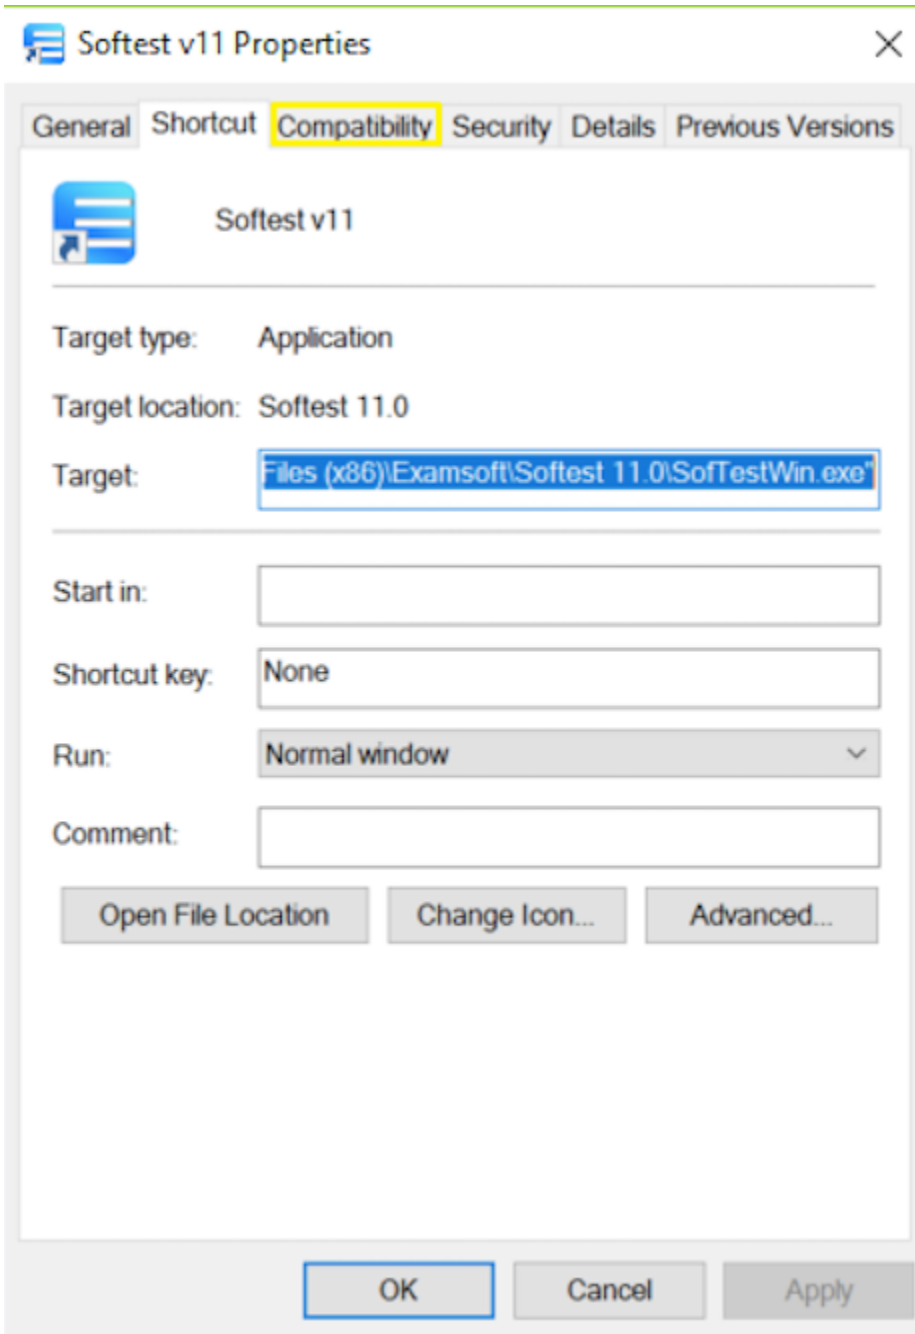 Softest v11 Properties
General Shortcut Compatibility Security Details Previous Versions
Softest v11
Target type: Application
Target location: Softest 11.0
Target: Files (x86)\Examsoft\Softest 11.0\SofTestWin.exe"
Start in:
Shortcut key: None
Run: Normal window
Comment:
Open File Location Change Icon... Advanced...
OK Cancel Apply